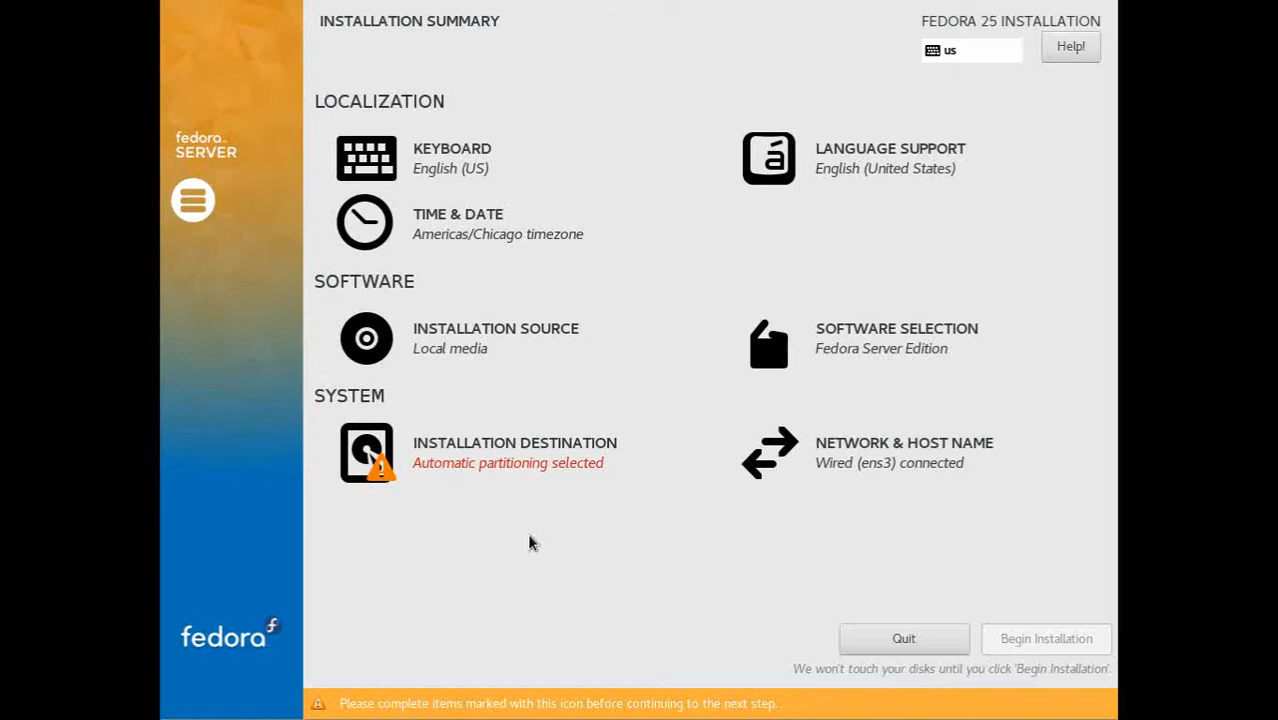 INSTALLATION SUMMARY
FEDORA 25 INSTALLATION
us
Help!
fedora
SERVER
LOCALIZATION
KEYBOARD
English (US)
LANGUAGE SUPPORT
English (United States)
TIME & DATE
Americas/Chicago timezone
SOFTWARE
INSTALLATION SOURCE
Local media
SOFTWARE SELECTION
Fedora Server Edition
SYSTEM
INSTALLATION DESTINATION
Automatic partitioning selected
NETWORK & HOST NAME
Wired (ens3) connected
fedora
Quit
Begin Installation
We won't touch your disks until you click 'Begin Installation'.
Please complete items marked with this icon before continuing to the next step.